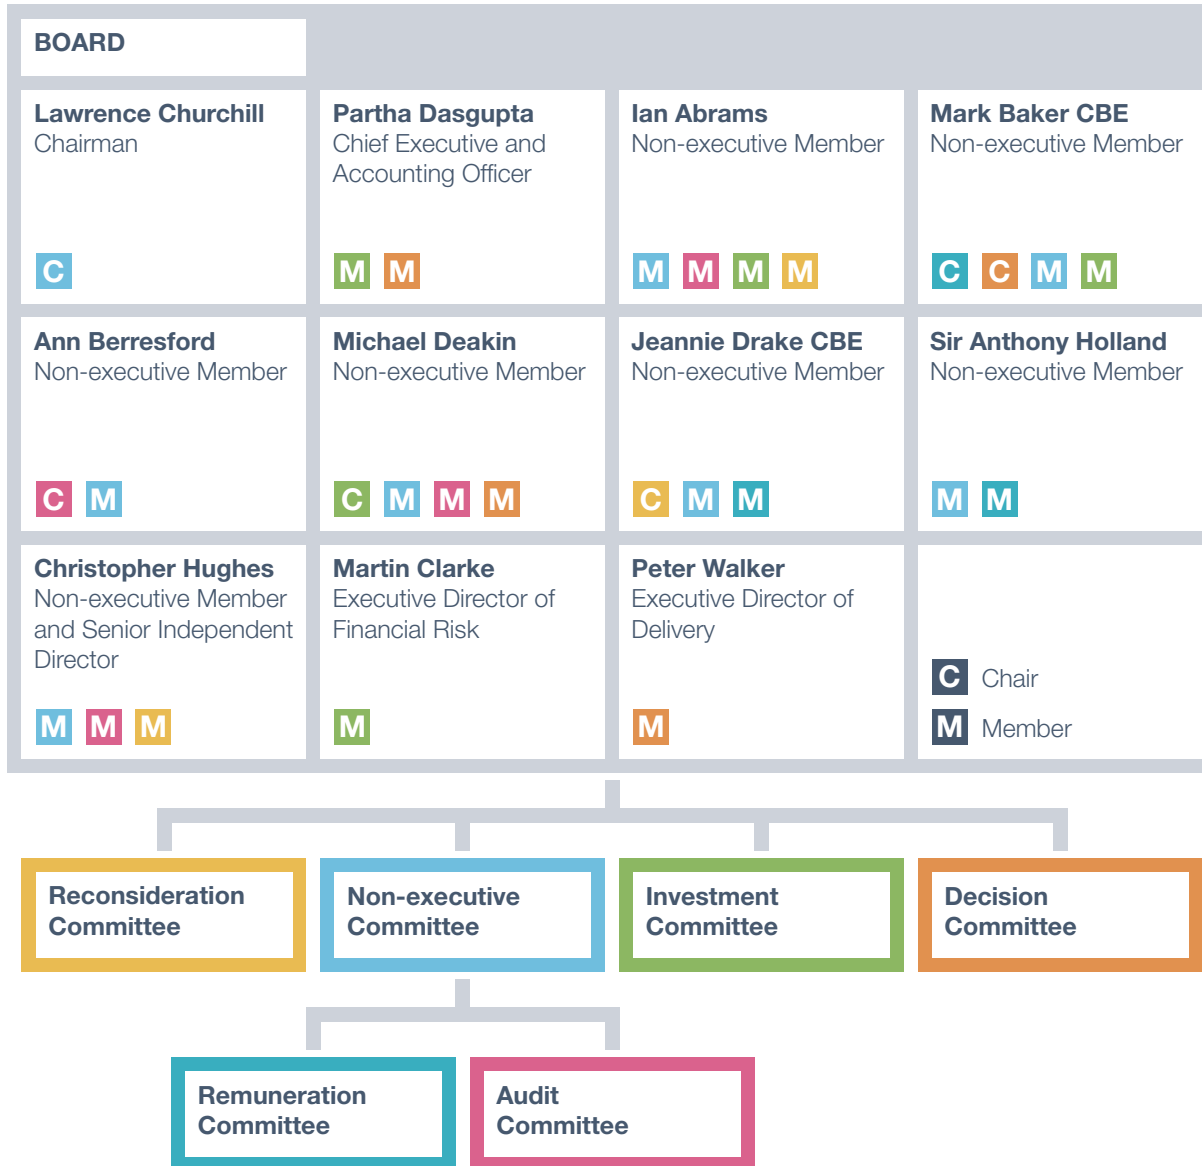 BOARD
Lawrence Churchill
Chairman
C
Partha Dasgupta
Chief Executive and
Accounting Officer
M M
Ian Abrams
Non-executive Member
M M M M
Mark Baker CBE
Non-executive Member
C C M M
Ann Berresford
Non-executive Member
C M
Michael Deakin
Non-executive Member
C M M M
Jeannie Drake CBE
Non-executive Member
C M M
Sir Anthony Holland
Non-executive Member
M M
Christopher Hughes
Non-executive Member
and Senior Independent
Director
M M M
Martin Clarke
Executive Director of
Financial Risk
M
Peter Walker
Executive Director of
Delivery
M
C Chair
M Member
Reconsideration
Committee
Non-executive
Committee
Investment
Committee
Decision
Committee
Remuneration
Committee
Audit
Committee